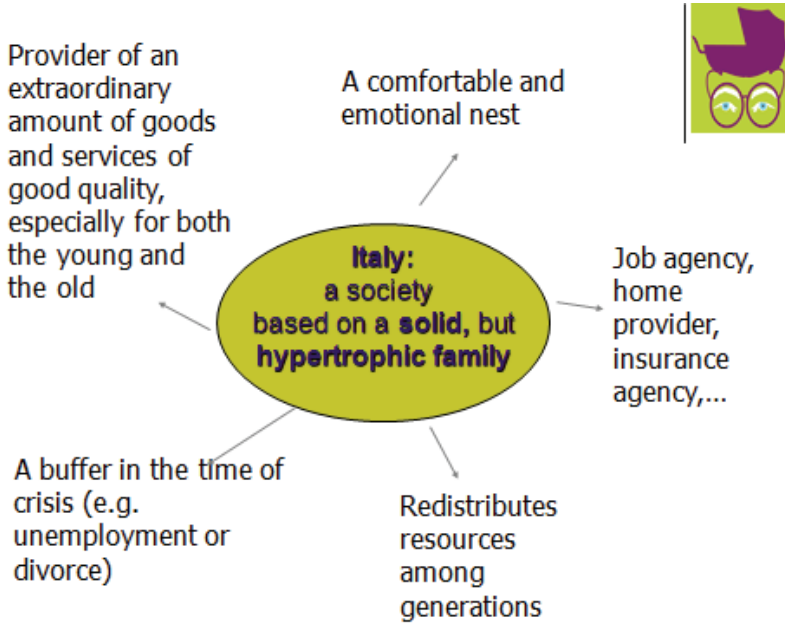 Provider of an
extraordinary
amount of goods
and services of
good quality,
especially for both
the young and
the old
A comfortable and
emotional nest
Italy:
a society
based on a solid, but
hypertrophic family
Job agency,
home
provider,
insurance
agency,...
A buffer in the time of
crisis (e.g.
unemployment or
divorce)
Redistributes
resources
among
generations